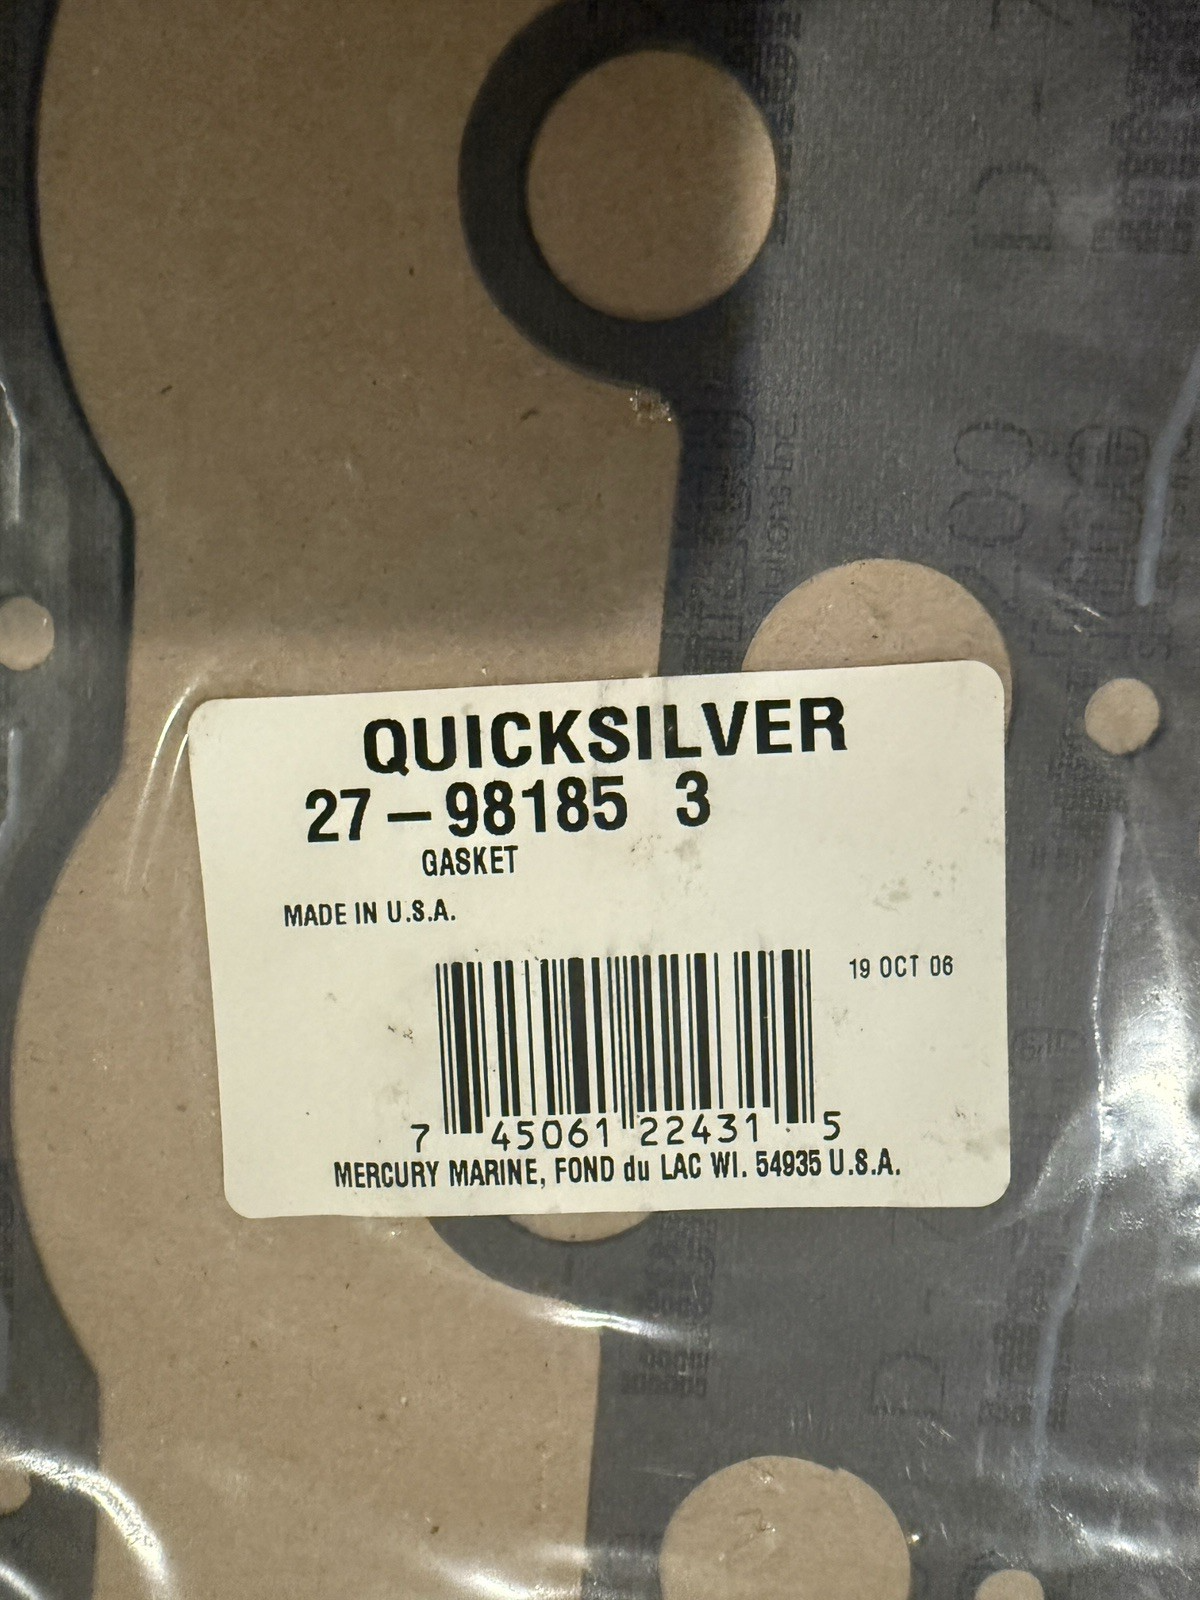 QUICKSILVER
27-98185 3
GASKET
MADE IN U.S.A.
19 OCT 06
7 45061 22431 5
MERCURY MARINE, FOND du LAC WI. 54935 U.S.A.